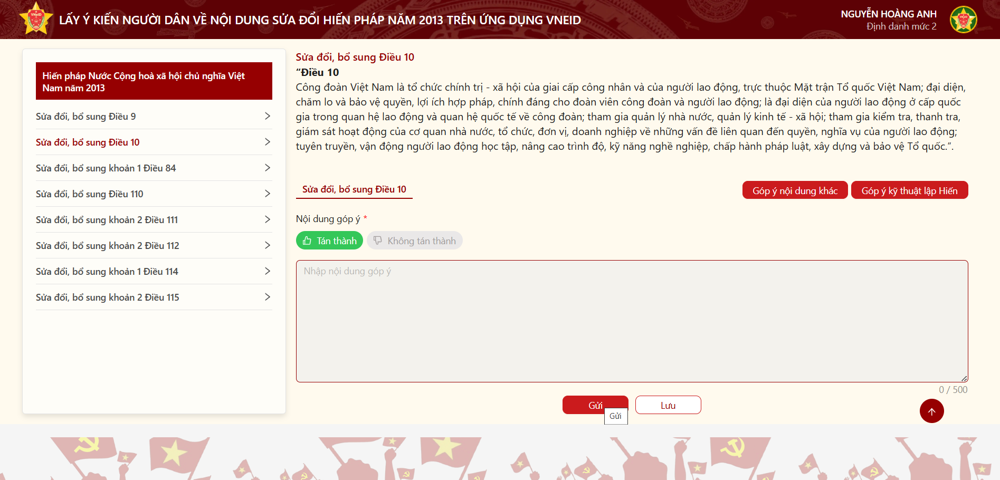 VNeID
LẤY Ý KIẾN NGƯỜI DÂN VỀ NỘI DUNG SỬA ĐỔI HIẾN PHÁP NĂM 2013 TRÊN ỨNG DỤNG VNEID
NGUYỄN HOÀNG ANH
Định danh mức 2
Hiến pháp Nước Cộng hoà xã hội chủ nghĩa Việt
Nam năm 2013
Sửa đổi, bổ sung Điều 9
Sửa đổi, bổ sung Điều 10
Sửa đổi, bổ sung khoản 1 Điều 84
Sửa đổi, bổ sung Điều 110
Sửa đổi, bổ sung khoản 2 Điều 111
Sửa đổi, bổ sung khoản 2 Điều 112
Sửa đổi, bổ sung khoản 1 Điều 114
Sửa đổi, bổ sung khoản 2 Điều 115
Sửa đổi, bổ sung Điều 10
“Điều 10
Công đoàn Việt Nam là tổ chức chính trị - xã hội của giai cấp công nhân và của người lao động, trực thuộc Mặt trận Tổ quốc Việt Nam; đại diện,
chăm lo và bảo vệ quyền, lợi ích hợp pháp, chính đáng cho đoàn viên công đoàn và người lao động; là đại diện của người lao động ở cấp quốc
gia trong quan hệ lao động và quan hệ quốc tế về công đoàn; tham gia quản lý nhà nước, quản lý kinh tế - xã hội; tham gia kiểm tra, thanh tra,
giám sát hoạt động của cơ quan nhà nước, tổ chức, đơn vị, doanh nghiệp về những vấn đề liên quan đến quyền, nghĩa vụ của người lao động;
tuyên truyền, vận động người lao động học tập, nâng cao trình độ, kỹ năng nghề nghiệp, chấp hành pháp luật, xây dựng và bảo vệ Tổ quốc.”.
Sửa đổi, bổ sung Điều 10
Góp ý nội dung khác
Góp ý kỹ thuật lập Hiến
Nội dung góp ý *
Tán thành
Không tán thành
Nhập nội dung góp ý
0 / 500
Gửi
Lưu
Gửi